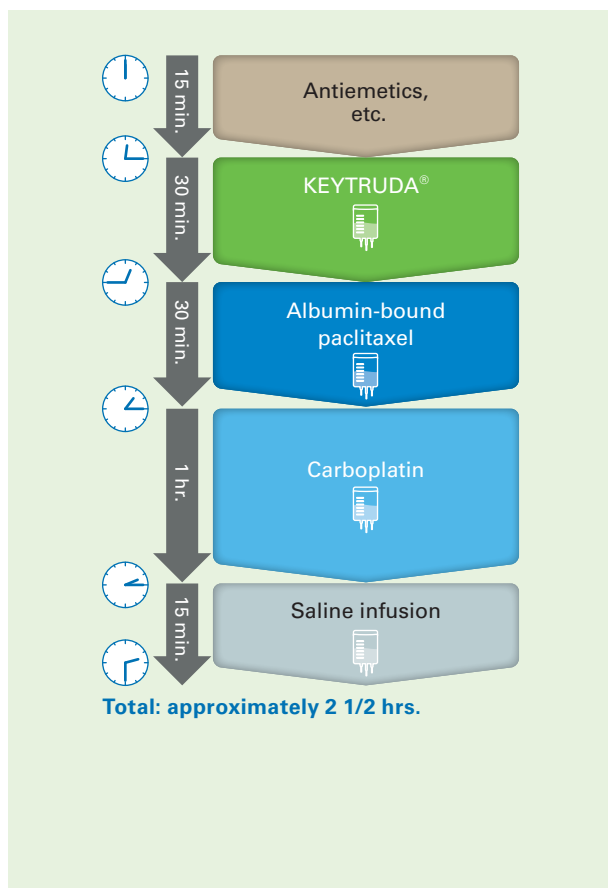 15 min.
Antiemetics,
etc.
30 min.
KEYTRUDA®
30 min.
Albumin-bound
paclitaxel
1 hr.
Carboplatin
15 min.
Saline infusion
Total: approximately 2 1/2 hrs.